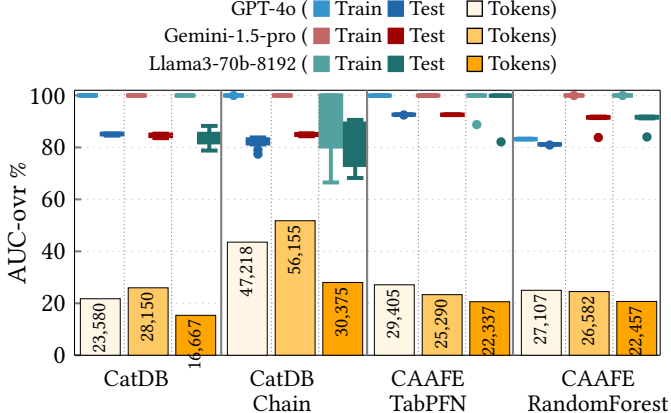 GPT-4o ( Train Test Tokens)
Gemini-1.5-pro ( Train Test Tokens)
Llama3-70b-8192 ( Train Test Tokens)
AUC-ovr %
100
80
60
40
20
0
23,580
28,150
16,667
47,218
56,155
30,375
29,405
25,290
22,337
27,107
26,582
22,457
CatDB
CatDB
Chain
CAAFE
TabPFN
CAAFE
RandomForest